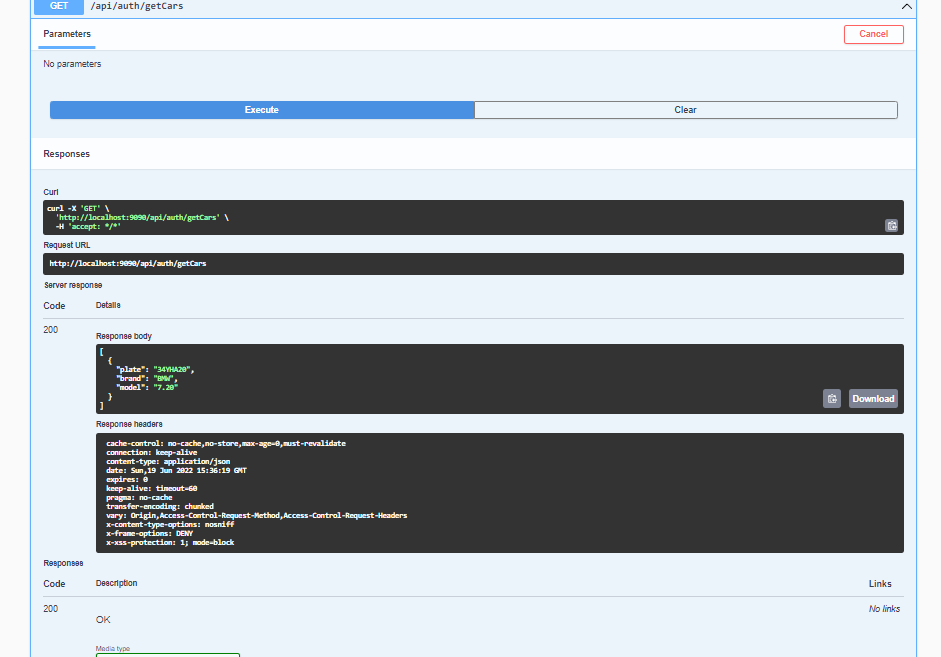 GET /api/auth/getCars
Parameters
Cancel
No parameters
Execute
Clear
Responses
Curl
curl -X 'GET' \
'http://localhost:9090/api/auth/getCars' \
-H 'accept: */*'
Request URL
http://localhost:9090/api/auth/getCars
Server response
Code Details
200
Response body
[
{
"plate": "34YHA20",
"brand": "BMW",
"model": "7.20"
}
]
Download
Response headers
cache-control: no-cache,no-store,max-age=0,must-revalidate
connection: keep-alive
content-type: application/json
date: Sun,19 Jun 2022 15:36:19 GMT
expires: 0
keep-alive: timeout=60
pragma: no-cache
transfer-encoding: chunked
vary: Origin,Access-Control-Request-Method,Access-Control-Request-Headers
x-content-type-options: nosniff
x-frame-options: DENY
x-xss-protection: 1; mode=block
Responses
Code Description Links
200 No links
OK
Media type